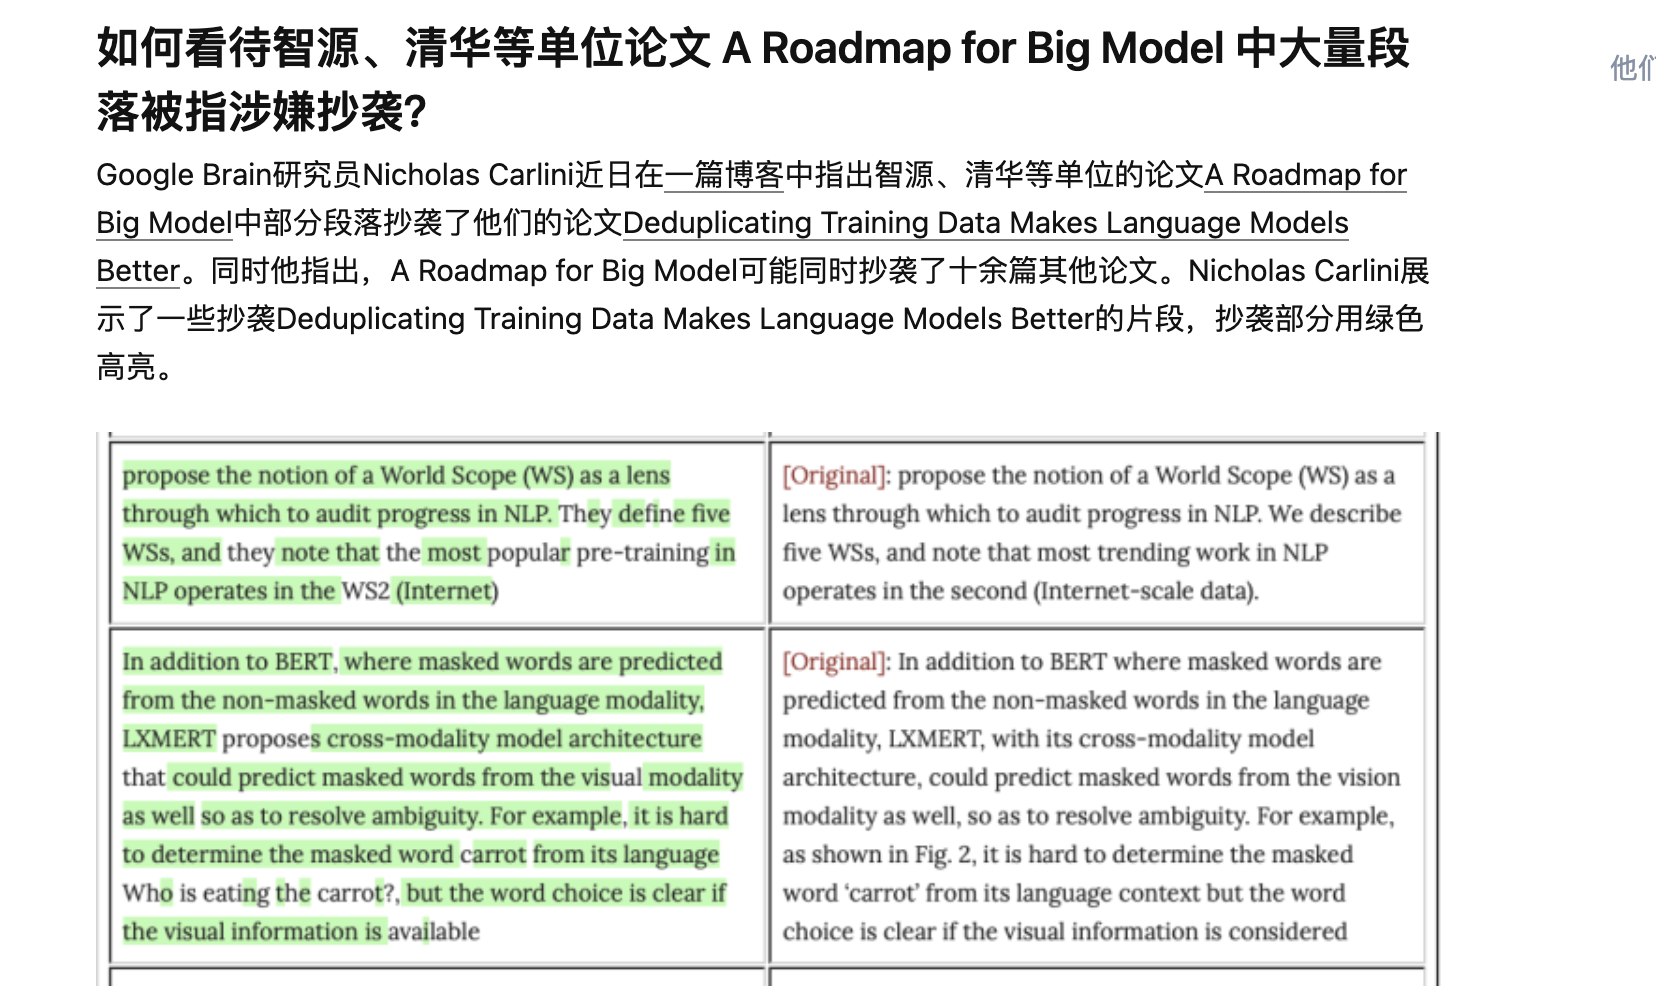 如何看待智源、清华等单位论文 A Roadmap for Big Model 中大量段
落被指涉嫌抄袭?
他们
Google Brain研究员Nicholas Carlini近日在一篇博客中指出智源、清华等单位的论文A Roadmap for
Big Model中部分段落抄袭了他们的论文Deduplicating Training Data Makes Language Models
Better。同时他指出，A Roadmap for Big Model可能同时抄袭了十余篇其他论文。Nicholas Carlini展
示了一些抄袭Deduplicating Training Data Makes Language Models Better的片段，抄袭部分用绿色
高亮。
propose the notion of a World Scope (WS) as a lens
through which to audit progress in NLP. They define five
WSs, and they note that the most popular pre-training in
NLP operates in the WS2 (Internet)
[Original]: propose the notion of a World Scope (WS) as a
lens through which to audit progress in NLP. We describe
five WSs, and note that most trending work in NLP
operates in the second (Internet-scale data).
In addition to BERT, where masked words are predicted
from the non-masked words in the language modality,
LXMERT proposes cross-modality model architecture
that could predict masked words from the visual modality
as well so as to resolve ambiguity. For example, it is hard
to determine the masked word carrot from its language
Who is eating the carrot?, but the word choice is clear if
the visual information is available
[Original]: In addition to BERT where masked words are
predicted from the non-masked words in the language
modality, LXMERT, with its cross-modality model
architecture, could predict masked words from the vision
modality as well, so as to resolve ambiguity. For example,
as shown in Fig. 2, it is hard to determine the masked
word ‘carrot’ from its language context but the word
choice is clear if the visual information is considered